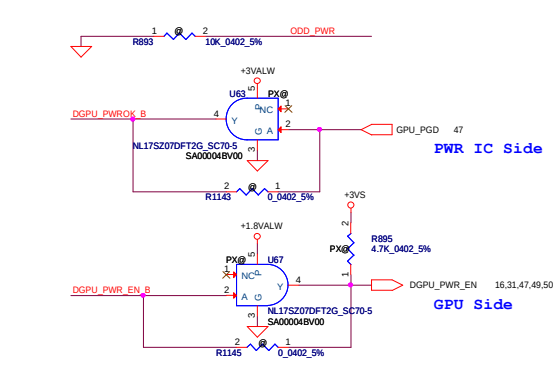 1 @ 2 ODD_PWR
R893 10K_0402_5%
+3VALW
U63 5 PX@
DGPU_PWROK_B 4 Y P NC 1
G A 2 GPU_PGD 47
3
NL17SZ07DFT2G_SC70-5
SA00004BV00
PWR IC Side
2 @ 1
R1143 0_0402_5%
+3VS
+1.8VALW
2
R895
PX@ 4.7K_0402_5%
1
PX@ 5 U67
1 NC P
DGPU_PWR_EN_B 2 A G Y 4 DGPU_PWR_EN 16,31,47,49,50
3
NL17SZ07DFT2G_SC70-5
SA00004BV00
GPU Side
2 @ 1
R1145 0_0402_5%